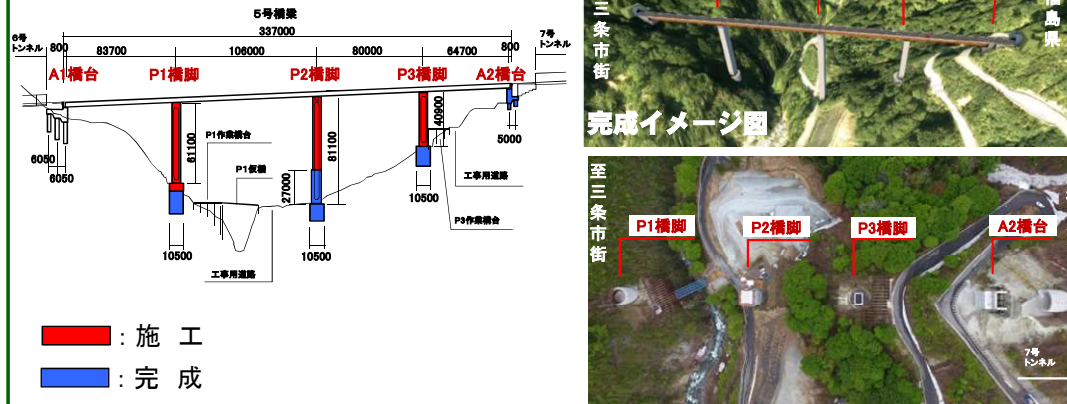 5号橋梁
337000
6号
トンネル
800
83700
106000
80000
64700
800
7号
トンネル
A1橋台
P1橋脚
P2橋脚
P3橋脚
A2橋台
P1作業構台
P1仮橋
61100
81100
27000
40900
5000
6050
6050
10500
10500
10500
工事用道路
P3作業構台
工事用道路
:施 工
:完 成
三条市街
福島県
完成イメージ図
至三条市街
P1橋脚
P2橋脚
P3橋脚
A2橋台
7号
トンネル